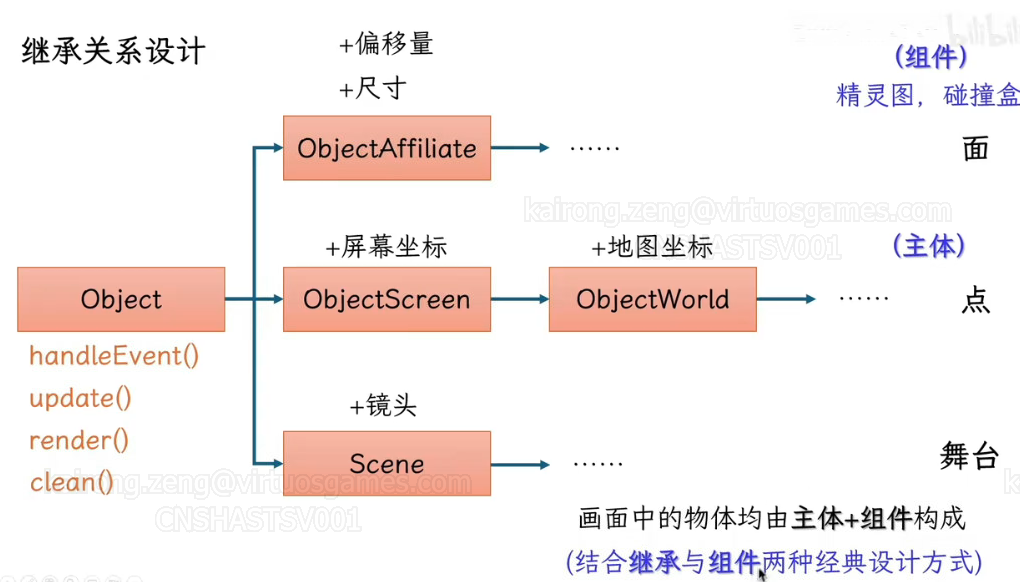 继承关系设计
+偏移量
+尺寸
(组件)
精灵图，碰撞盒
ObjectAffiliate
……
面
kairong.zeng@virtuosgames.com
CNSHASTSV001
+屏幕坐标
+地图坐标
(主体)
Object
ObjectScreen
ObjectWorld
……
点
handleEvent()
update()
render()
clean()
+镜头
Scene
……
舞台
kairong.zeng@virtuosgames.com
CNSHASTSV001
画面中的物体均由主体+组件构成
(结合继承与组件两种经典设计方式)
bilibili